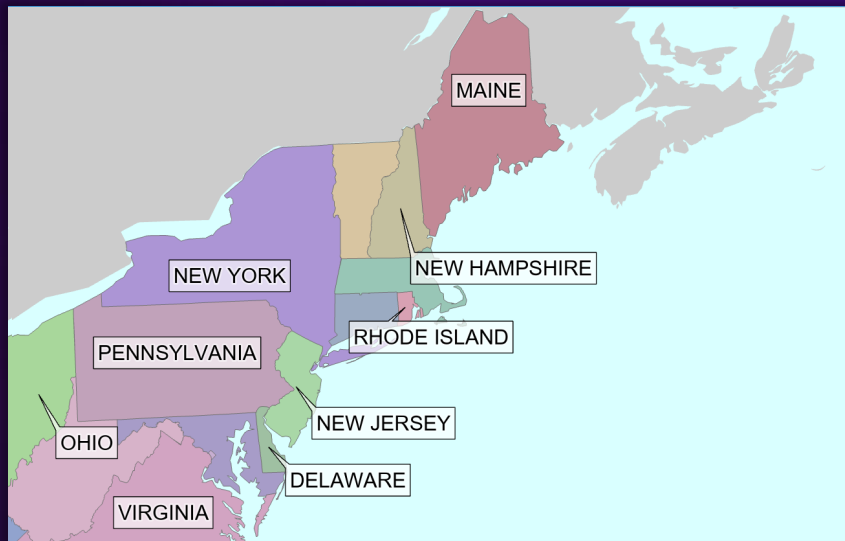 MAINE
NEW HAMPSHIRE
NEW YORK
RHODE ISLAND
PENNSYLVANIA
NEW JERSEY
OHIO
DELAWARE
VIRGINIA